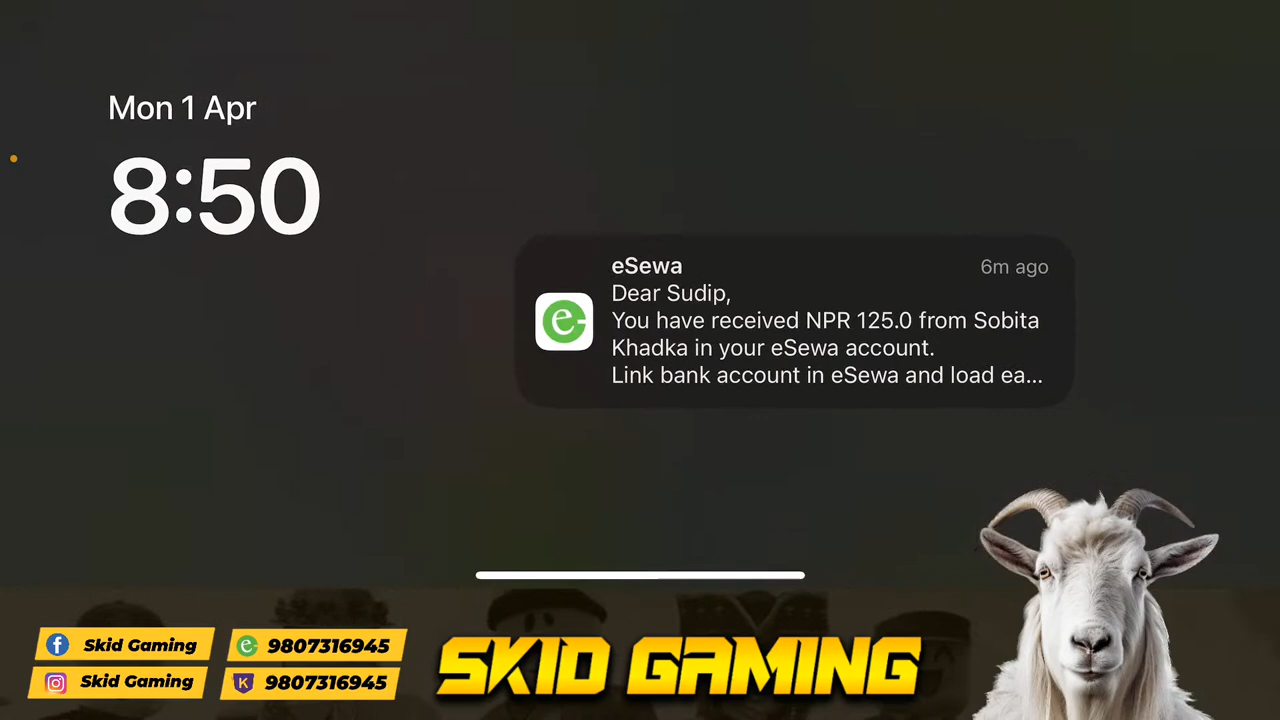 Mon 1 Apr
8:50
eSewa
6m ago
Dear Sudip,
You have received NPR 125.0 from Sobita
Khadka in your eSewa account.
Link bank account in eSewa and load ea...
Skid Gaming
9807316945
Skid Gaming
K 9807316945
SKID GAMING